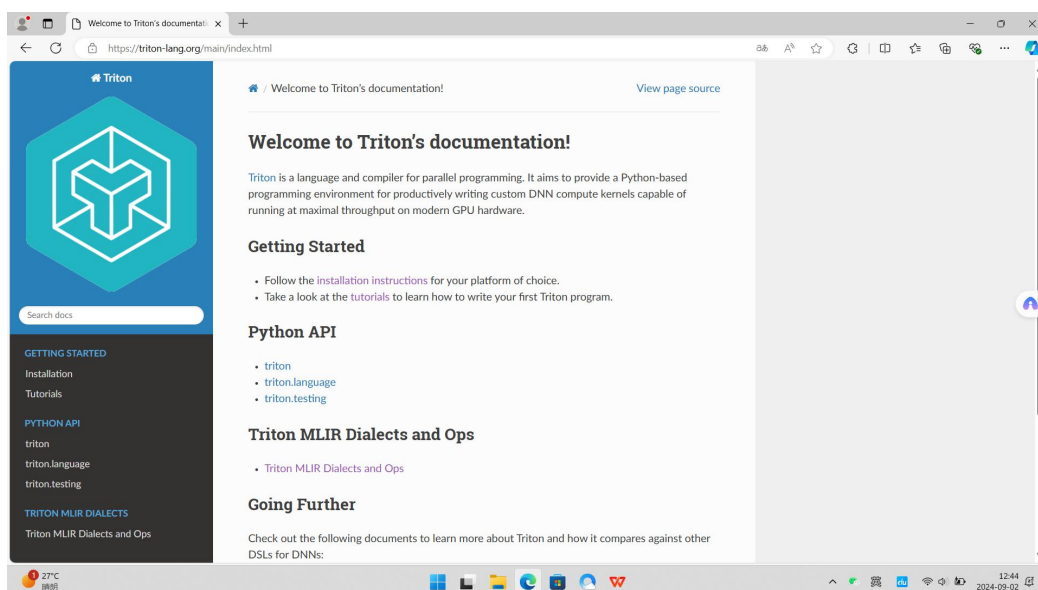 Welcome to Triton's documentati
https://triton-lang.org/main/index.html
Triton
Search docs
GETTING STARTED
Installation
Tutorials
PYTHON API
triton
triton.language
triton.testing
TRITON MLIR DIALECTS
Triton MLIR Dialects and Ops
/ Welcome to Triton's documentation!
View page source
Welcome to Triton's documentation!
Triton is a language and compiler for parallel programming. It aims to provide a Python-based
programming environment for productively writing custom DNN compute kernels capable of
running at maximal throughput on modern GPU hardware.
Getting Started
• Follow the installation instructions for your platform of choice.
• Take a look at the tutorials to learn how to write your first Triton program.
Python API
• triton
• triton.language
• triton.testing
Triton MLIR Dialects and Ops
• Triton MLIR Dialects and Ops
Going Further
Check out the following documents to learn more about Triton and how it compares against other
DSLs for DNNs:
1
27°C
晴朗
英
12:44
2024-09-02